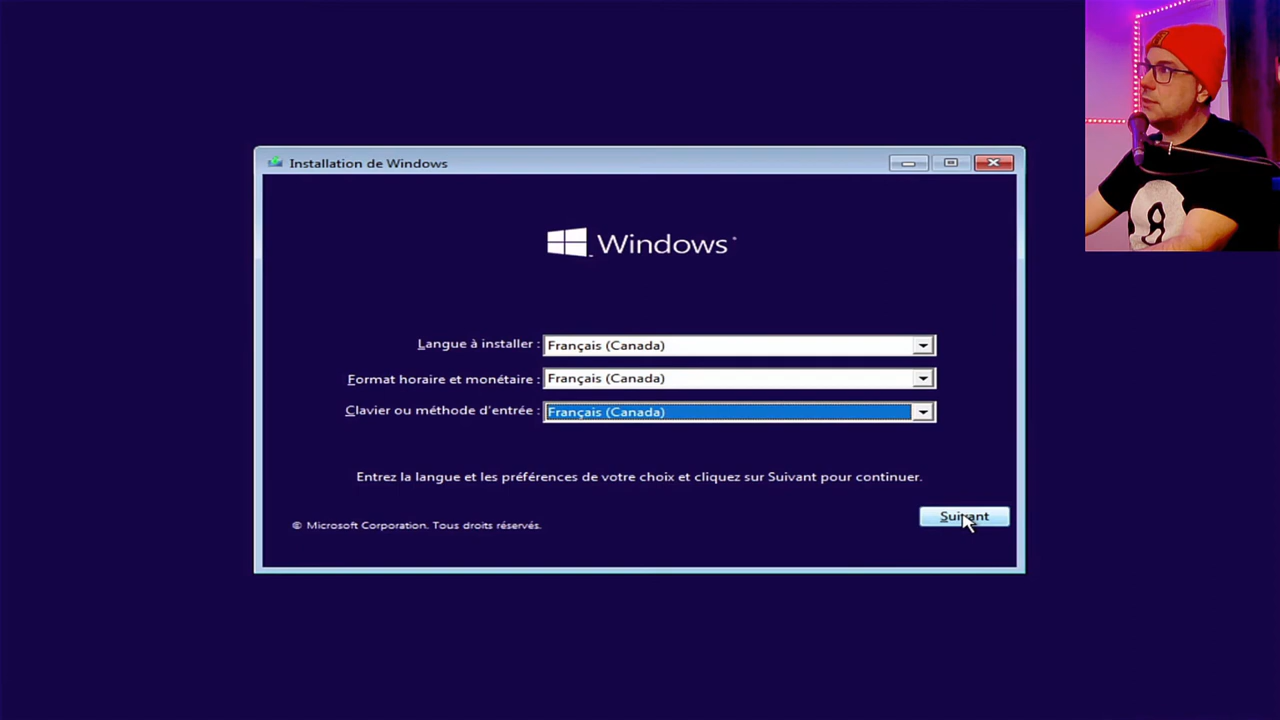 Installation de Windows
Windows
Langue à installer : Français (Canada)
Format horaire et monétaire : Français (Canada)
Clavier ou méthode d'entrée : Français (Canada)
Entrez la langue et les préférences de votre choix et cliquez sur Suivant pour continuer.
Suivant
© Microsoft Corporation. Tous droits réservés.